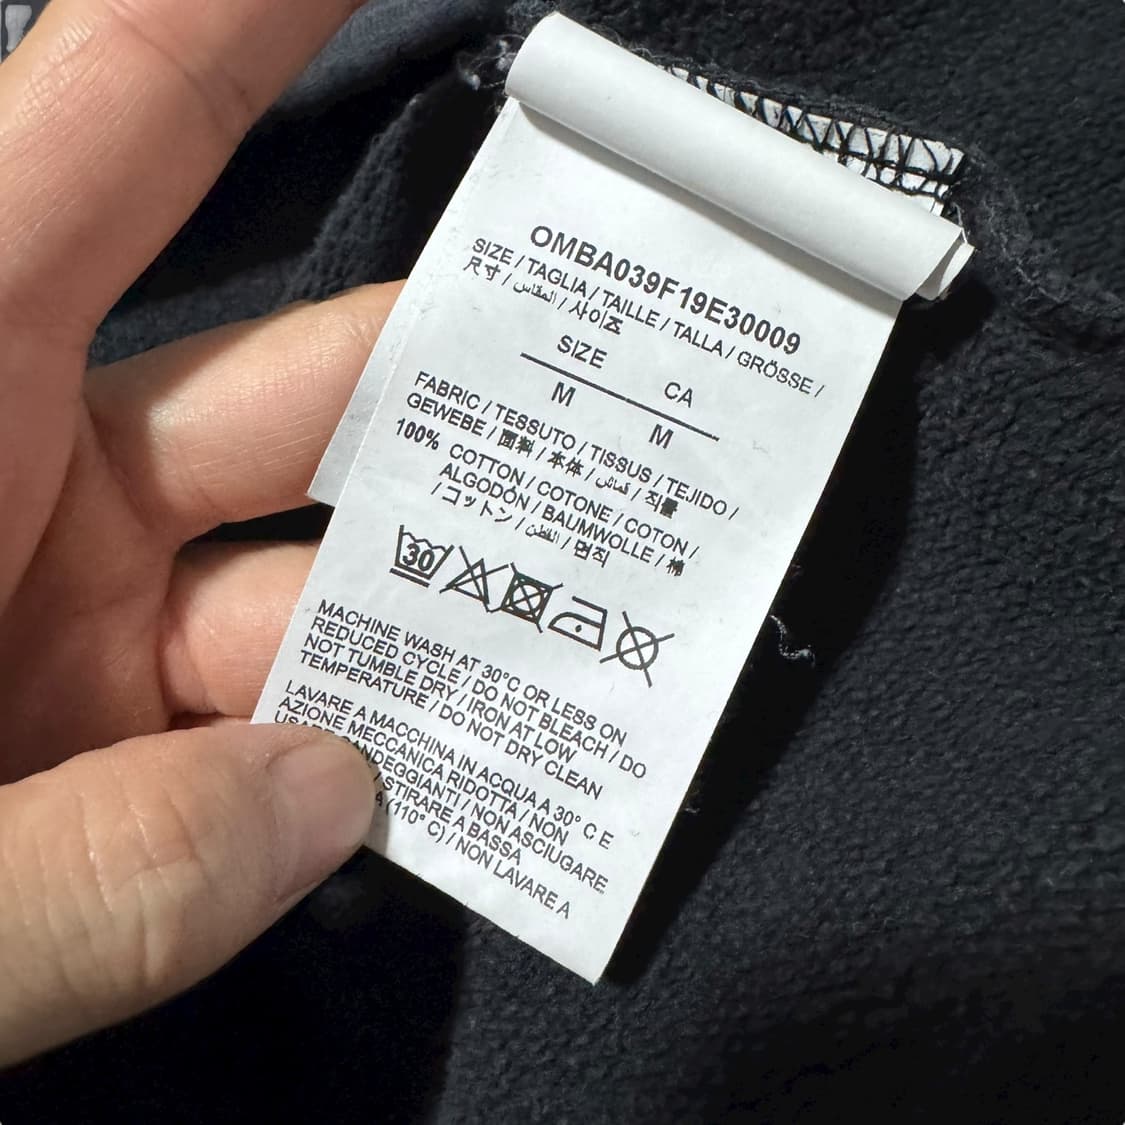 OMBA039F19E30009
SIZE / TAGLIA / TAILLE / TALLA / GRÖSSE /
尺寸 / المقاس / 사이즈
SIZE CA
M M
FABRIC / TESSUTO / TISSUS / TEJIDO /
GEWEBE / 面料 / 本体 / قماش / 직물
100% COTTON / COTONE / COTON /
ALGODÓN / BAUMWOLLE / 棉
/ コットン / القطن / 면직
30
MACHINE WASH AT 30°C OR LESS ON
REDUCED CYCLE / DO NOT BLEACH / DO
NOT TUMBLE DRY / IRON AT LOW
TEMPERATURE / DO NOT DRY CLEAN
LAVARE A MACCHINA IN ACQUA A 30° C E
AZIONE MECCANICA RIDOTTA / NON
ANDEGGIANTI / NON ASCIUGARE
/ STIRARE A BASSA
(110° C) / NON LAVARE A